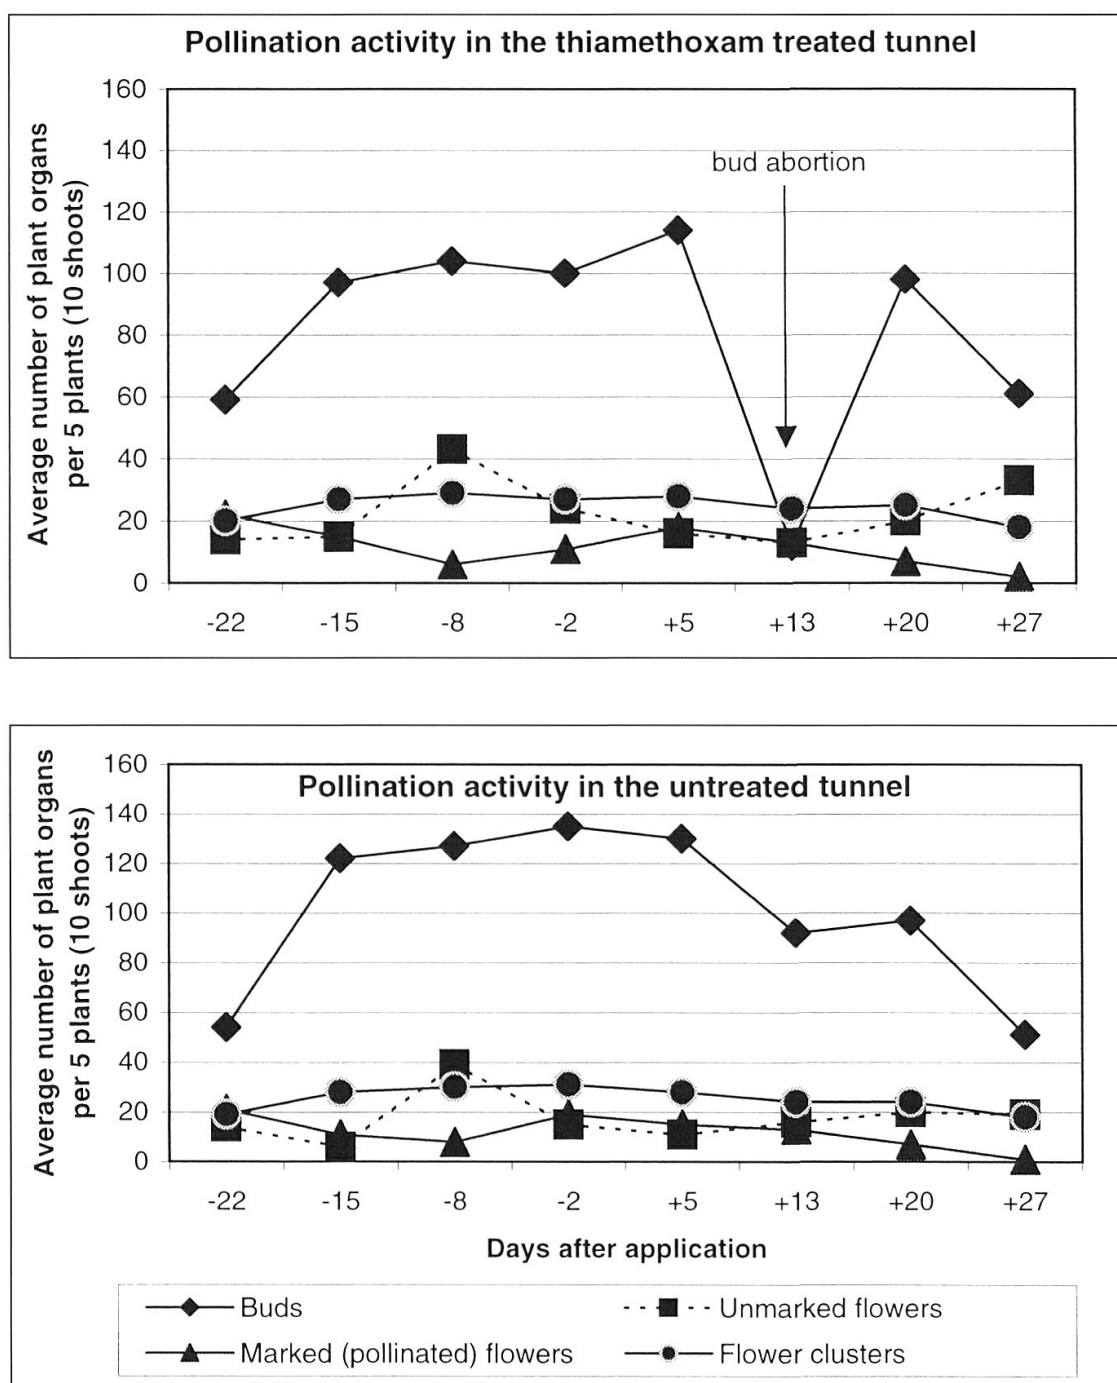 Pollination activity in the thiamethoxam treated tunnel
Average number of plant organs
per 5 plants (10 shoots)
160
140
120
100
80
60
40
20
0
bud abortion
-22 -15 -8 -2 +5 +13 +20 +27
Pollination activity in the untreated tunnel
Average number of plant organs
per 5 plants (10 shoots)
160
140
120
100
80
60
40
20
0
-22 -15 -8 -2 +5 +13 +20 +27
Days after application
Buds
Unmarked flowers
Marked (pollinated) flowers
Flower clusters